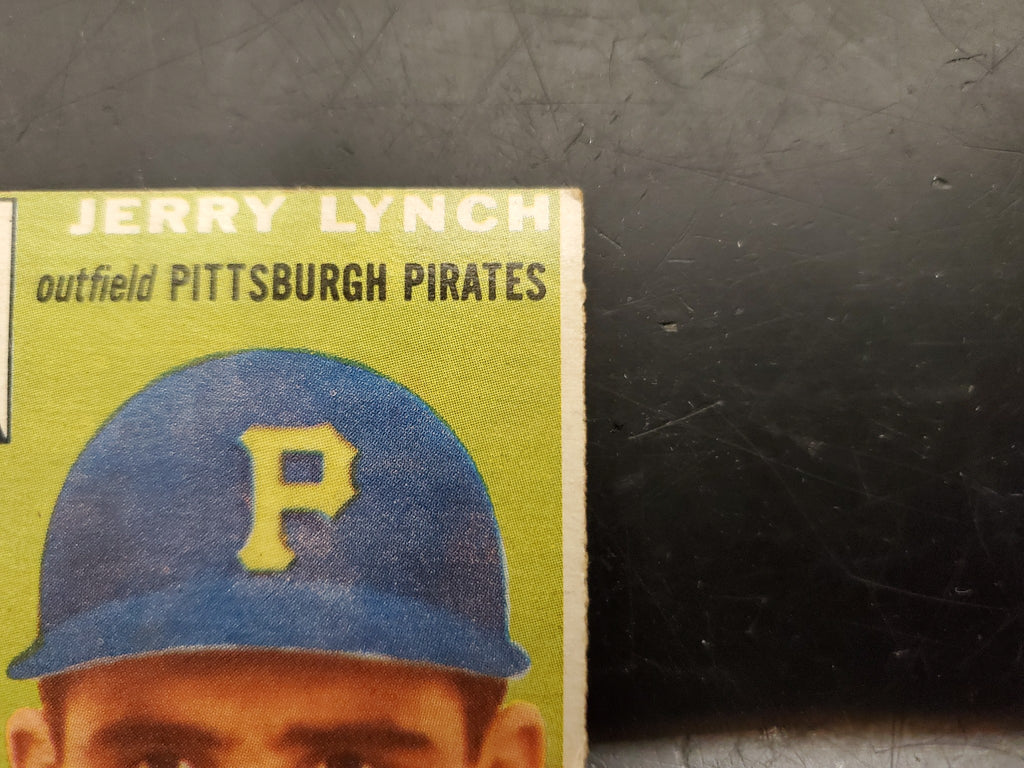 JERRY LYNCH
outfield PITTSBURGH PIRATES
P